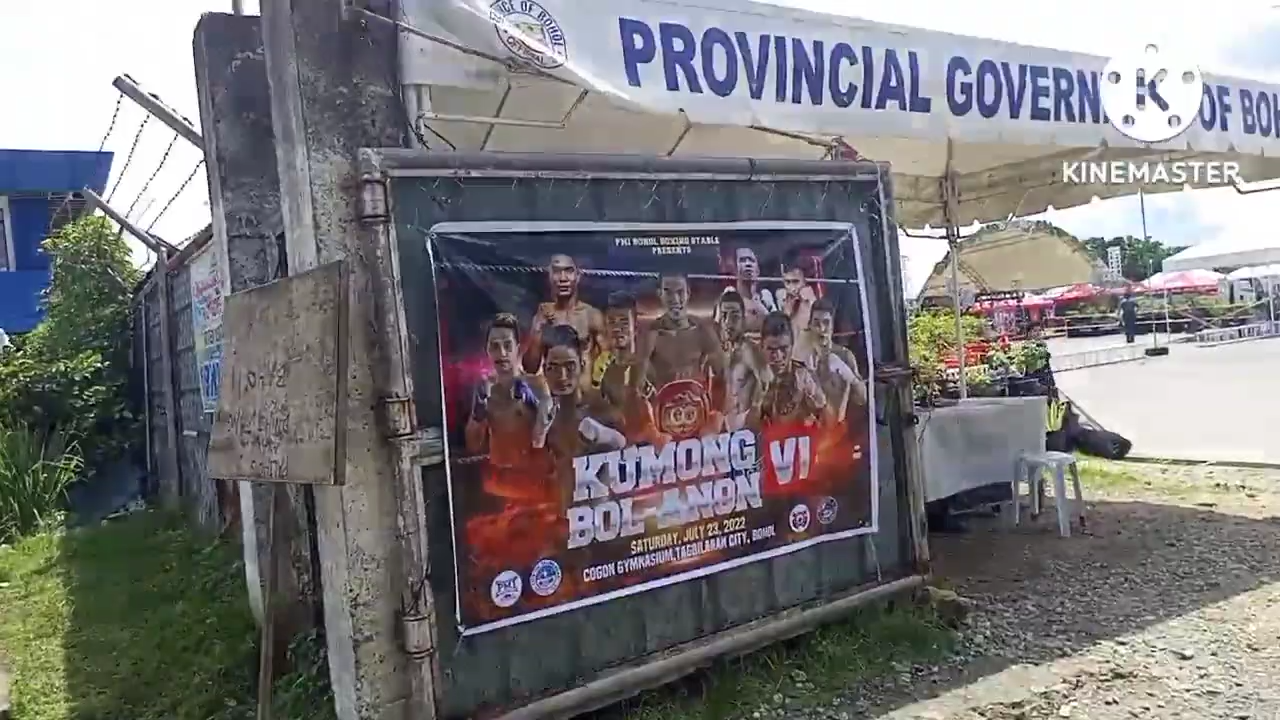 PROVINCIAL GOVERN
OF BOH
KINEMASTER
PMI BOHOL BOXING STABLE
PRESENTS
KUMONG
BOL-ANON VI
SATURDAY, JULY 23, 2022
COGON GYMNASIUM, TAGBILARAN CITY, BOHOL
PMI